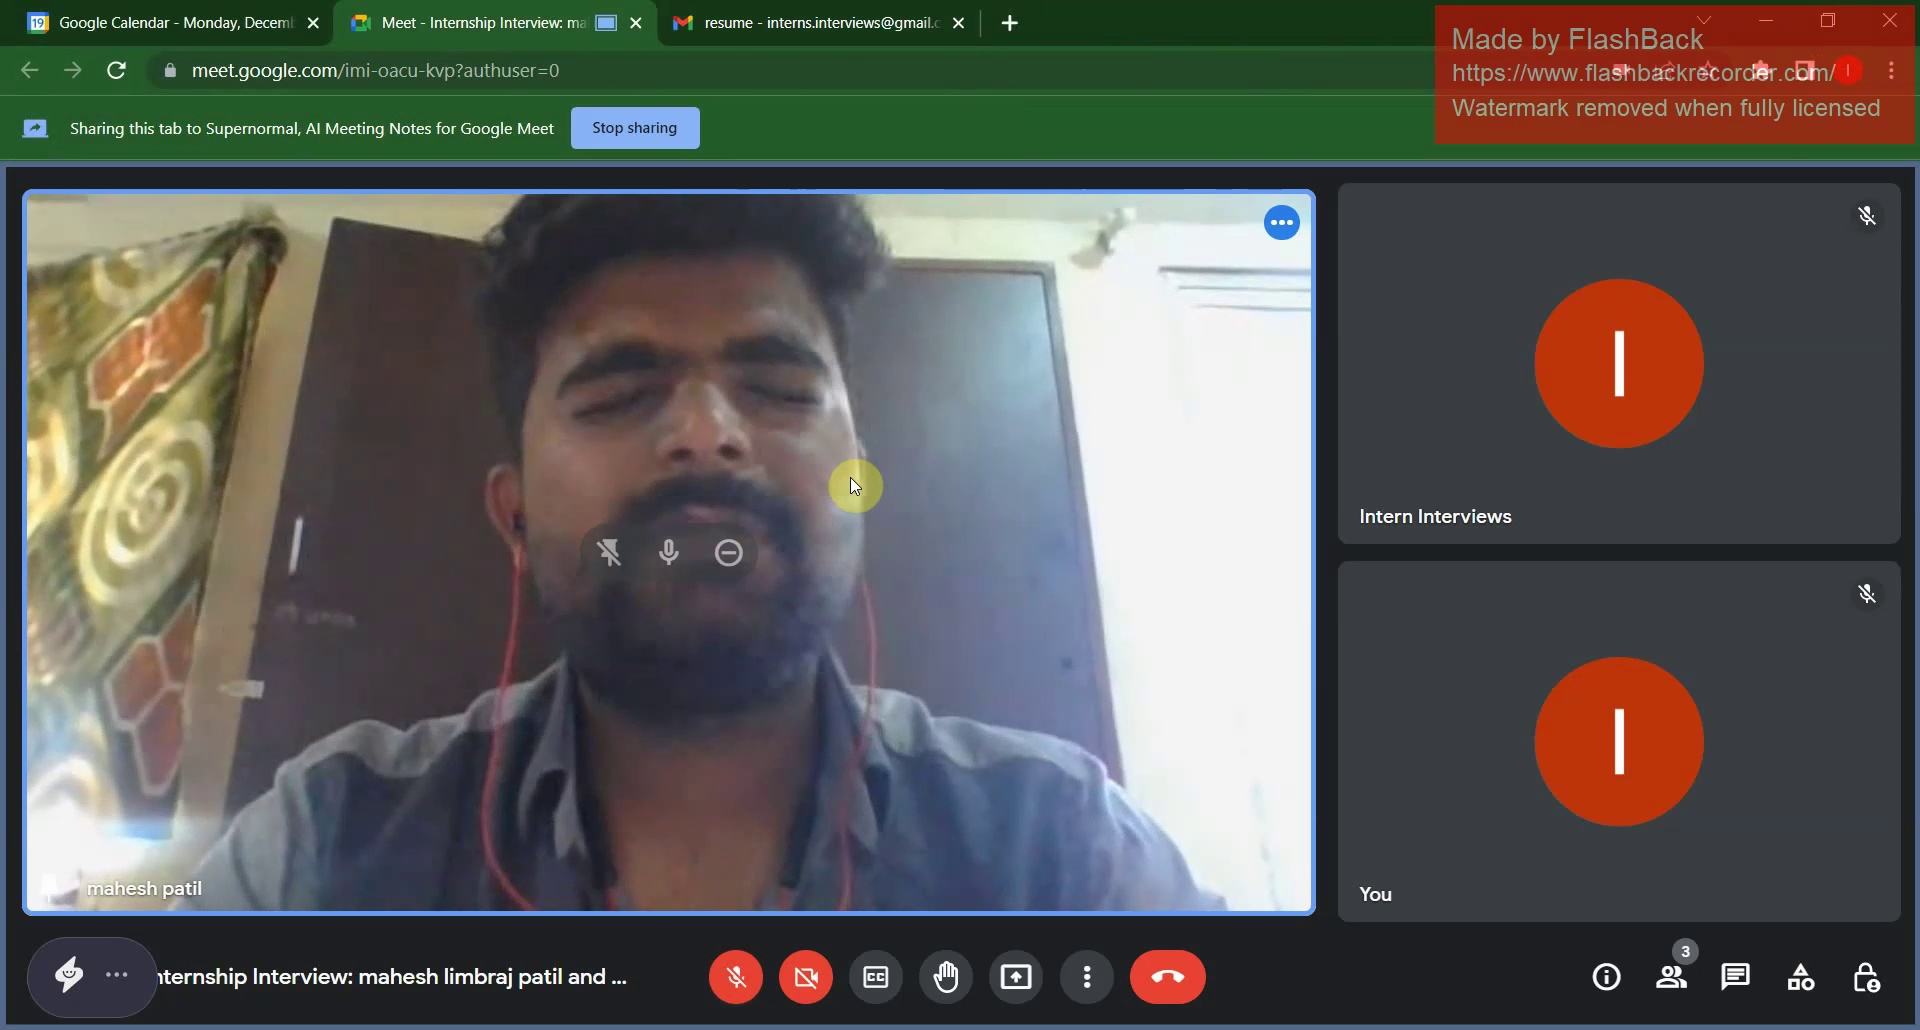 Google Calendar - Monday, Decem
Meet - Internship Interview: ma
resume - interns.interviews@gmail.c
meet.google.com/imi-oacu-kvp?authuser=0
Made by FlashBack
https://www.flashbackrecorder.com/
Watermark removed when fully licensed
Sharing this tab to Supernormal, AI Meeting Notes for Google Meet
Stop sharing
I
Intern Interviews
I
You
mahesh patil
nternship Interview: mahesh limbraj patil and ...
3